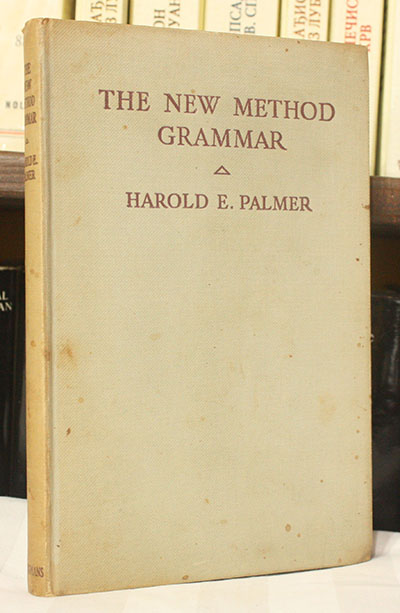 THE NEW METHOD
GRAMMAR
HAROLD E. PALMER
THE
NEW
METHOD
GRAMMAR
HAROLD E.
PALMER